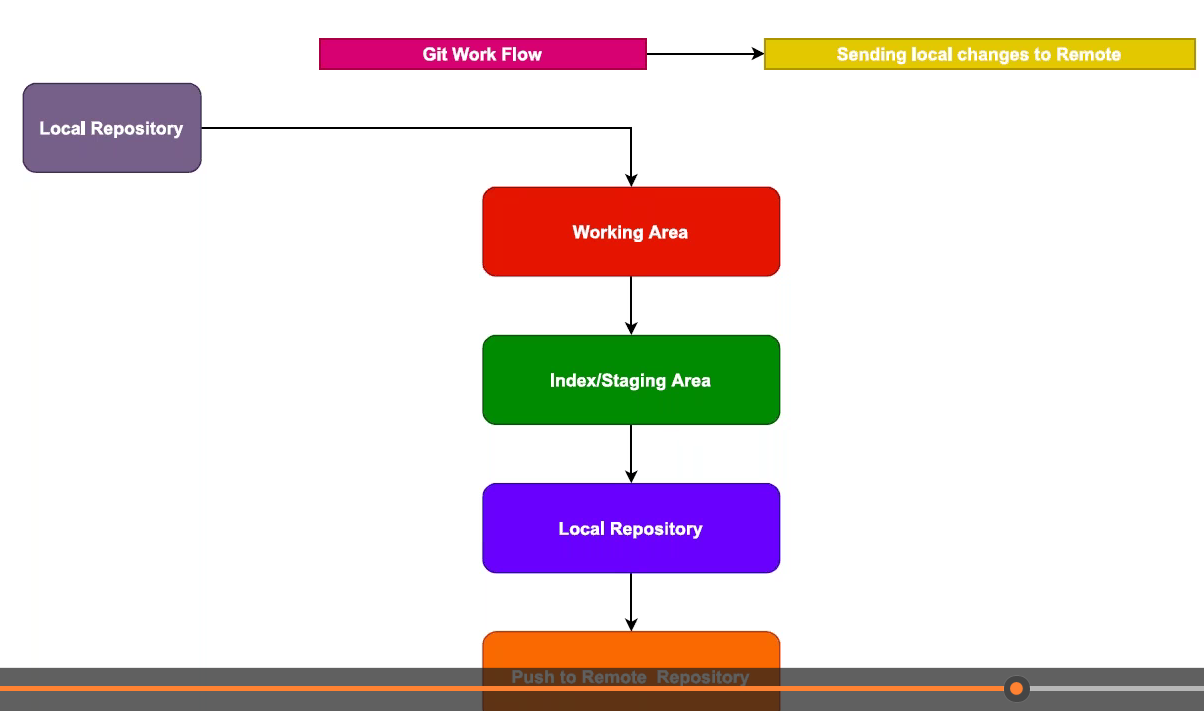 Git Work Flow
Sending local changes to Remote
Local Repository
Working Area
Index/Staging Area
Local Repository
Push to Remote Repository